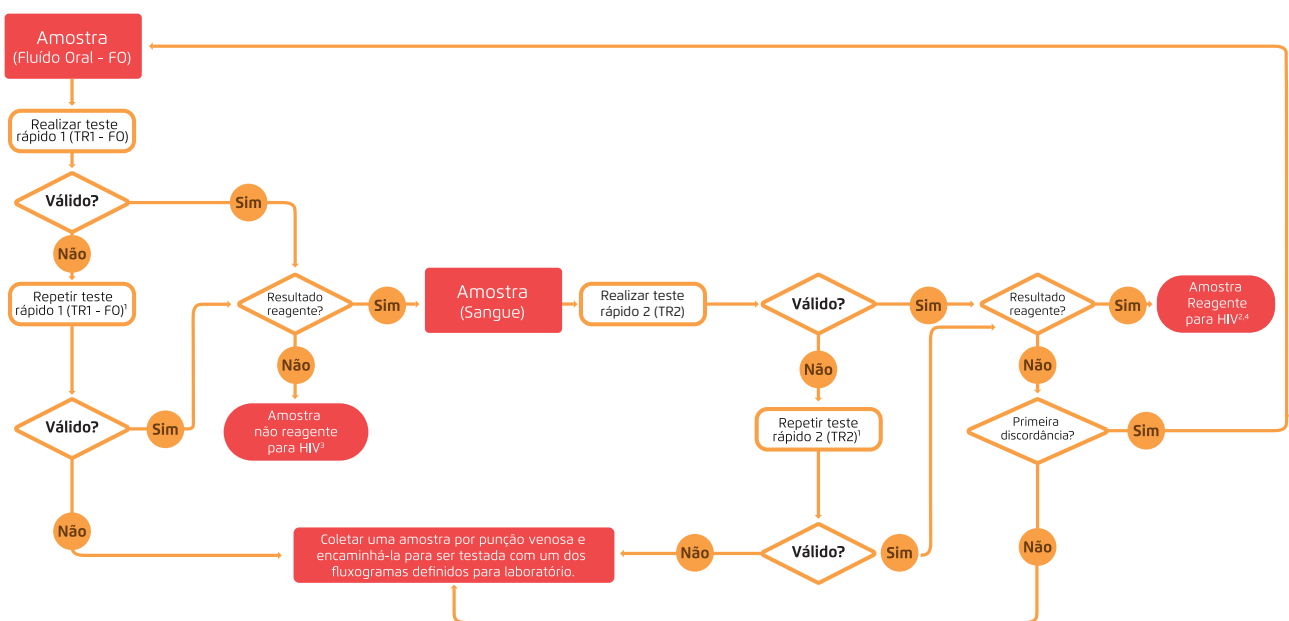 Amostra
(Fluído Oral - FO)
Realizar teste
rápido 1 (TR1 - FO)
Válido?
Sim
Não
Repetir teste
rápido 1 (TR1 - FO)¹
Válido?
Sim
Não
Resultado
reagente?
Sim
Não
Amostra
não reagente
para HIV³
Amostra
(Sangue)
Realizar teste
rápido 2 (TR2)
Válido?
Sim
Não
Repetir teste
rápido 2 (TR2)¹
Válido?
Sim
Não
Resultado
reagente?
Sim
Amostra
Reagente
para HIV²,⁴
Não
Primeira
discordância?
Sim
Não
Coletar uma amostra por punção venosa e
encaminhá-la para ser testada com um dos
fluxogramas definidos para laboratório.